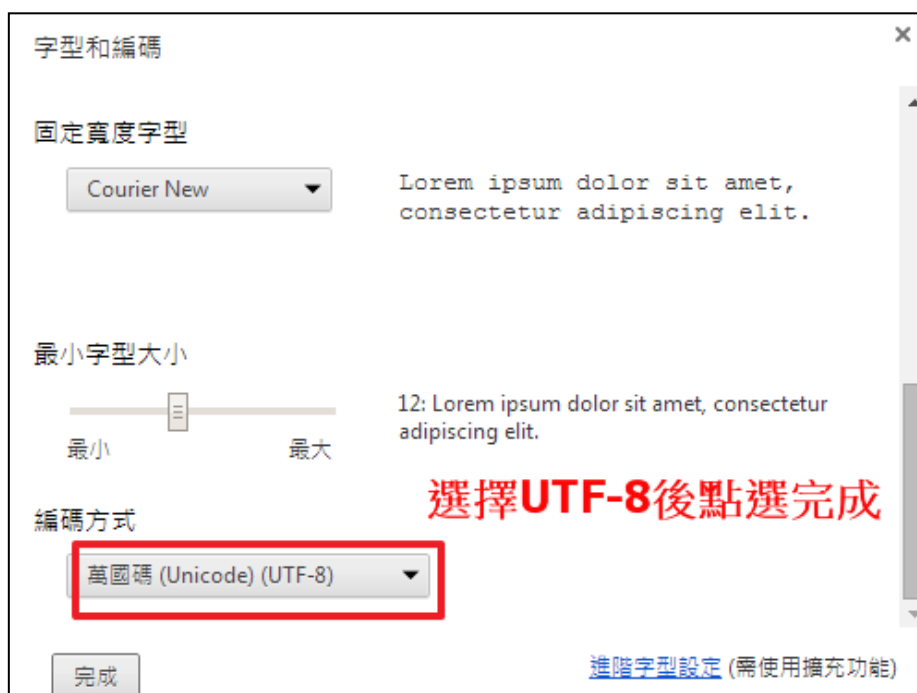 字型和編碼
×
固定寬度字型
Courier New
Lorem ipsum dolor sit amet,
consectetur adipiscing elit.
最小字型大小
12: Lorem ipsum dolor sit amet, consectetur
adipiscing elit.
最小
最大
選擇UTF-8後點選完成
編碼方式
萬國碼 (Unicode) (UTF-8)
完成
進階字型設定 (需使用擴充功能)